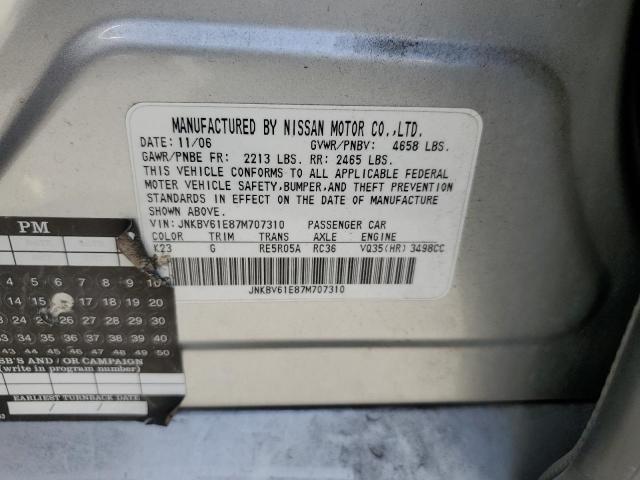 MANUFACTURED BY NISSAN MOTOR CO.,LTD.
DATE: 11/06 GVWR/PNBV: 4658 LBS.
GAWR/PNBE FR: 2213 LBS. RR: 2465 LBS.
THIS VEHICLE CONFORMS TO ALL APPLICABLE FEDERAL
MOTOR VEHICLE SAFETY,BUMPER,AND THEFT PREVENTION
STANDARDS IN EFFECT ON THE DATE OF MANUFACTURE
SHOWN ABOVE.
VIN: JNKBV61E87M707310 PASSENGER CAR
COLOR TRIM TRANS AXLE ENGINE
K23 G RE5R05A RC36 VQ35(HR) 3498CC
JNKBV61E87M707310
PM
4 5 6 7 8 9 10
14 15 17 18 19 20
26 27 28 29 30
34 35 36 37 38 39 40
43 44 45 46 47 48 49 50
SB'S AND / OR CAMPAIGN
(write in program number)
EARLIEST TURNBACK DATE
/ /